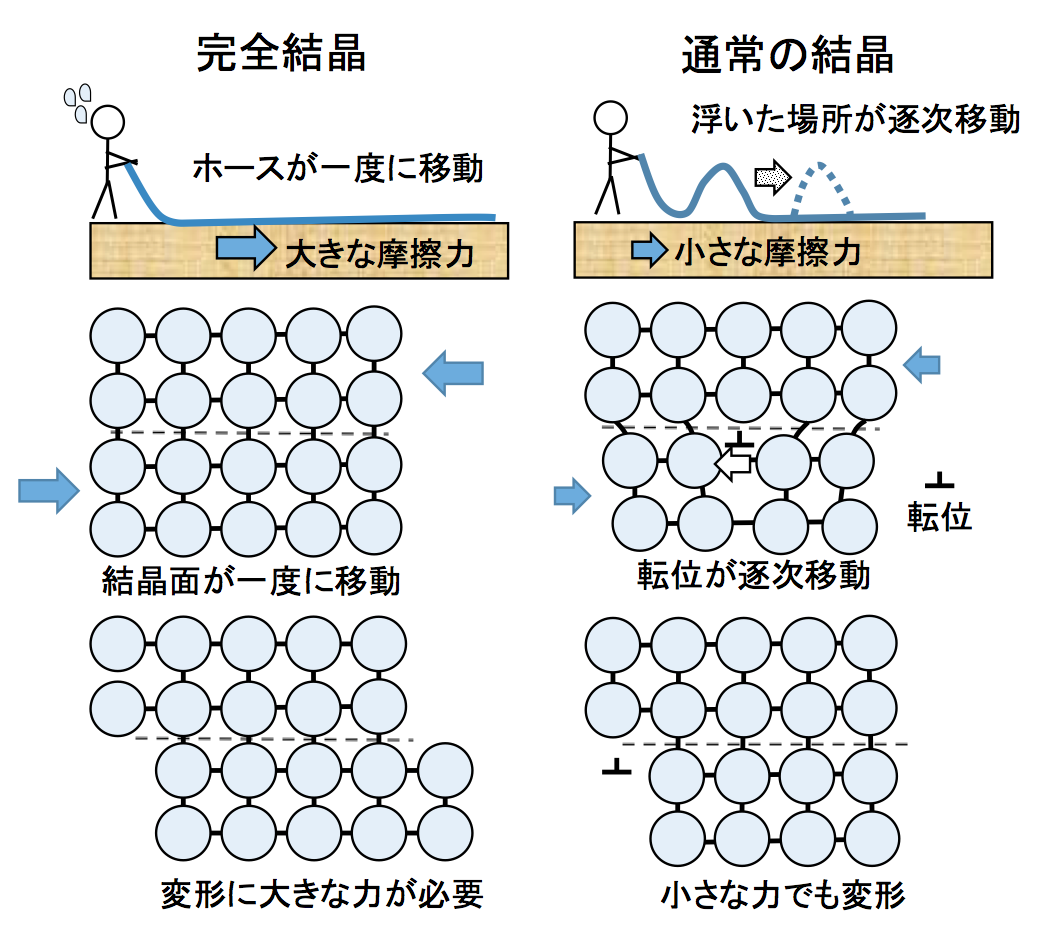 完全結晶
ホースが一度に移動
大きな摩擦力
結晶面が一度に移動
変形に大きな力が必要
通常の結晶
浮いた場所が逐次移動
小さな摩擦力
転位
転位が逐次移動
小さな力でも変形